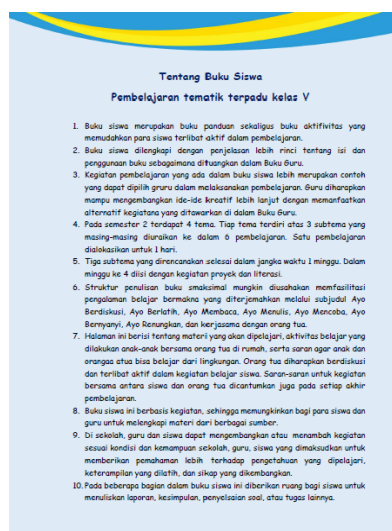 Tentang Buku Siswa
Pembelajaran tematik terpadu kelas V
1. Buku siswa merupakan buku panduan sekaligus buku aktifivitas yang
memudahkan para siswa terlibat aktif dalam pembelajaran.
2. Buku siswa dilengkapi dengan penjelasan lebih rinci tentang isi dan
penggunaan buku sebagaimana dituangkan dalam Buku Guru.
3. Kegiatan pembelajaran yang ada dalam buku siswa lebih merupakan contoh
yang dapat dipilih gruru dalam melaksanakan pembelajaran. Guru diharapkan
mampu mengembangkan ide-ide kreatif lebih lanjut dengan memanfaatkan
alternatif kegiatana yang ditawarkan di dalam Buku Guru.
4. Pada semester 2 terdapat 4 tema. Tiap tema terdiri atas 3 subtema yang
masing-masing diuraikan ke dalam 6 pembelajaran. Satu pembelajaran
dialokasikan untuk 1 hari.
5. Tiga subtema yang direncanakan selesai dalam jangka waktu 1 minggu. Dalam
minggu ke 4 diisi dengan kegiatan proyek dan literasi.
6. Struktur penulisan buku smaksimal mungkin diusahakan memfasilitasi
pengalaman belajar bermakna yang diterjemahkan melalui subjudul Ayo
Berdiskusi, Ayo Berlatih, Ayo Membaca, Ayo Menulis, Ayo Mencoba, Ayo
Bernyanyi, Ayo Renungkan, dan kerjasama dengan orang tua.
7. Halaman ini berisi tentang materi yang akan dipelajari, aktivitas belajar yang
dilakukan anak-anak bersama orang tua di rumah, serta saran agar anak dan
orangaa atua bisa belajar dari lingkungan. Orang tua diharapkan berdiskusi
dan terlibat aktif dalam kegiatan belajar siswa. Saran-saran untuk kegiatan
bersama antara siswa dan orang tua dicantumkan juga pada setiap akhir
pembelajaran.
8. Buku siswa ini berbasis kegiatan, sehingga memungkinkan bagi para siswa dan
guru untuk melengkapi materi dari berbagai sumber.
9. Di sekolah, guru dan siswa dapat mengembangkan atau menambah kegiatan
sesuai kondisi dan kemampuan sekolah, guru, siswa yang dimaksudkan untuk
memberikan pemahaman lebih terhadap pengetahuan yang dipelajari,
keterampilan yang dilatih, dan sikap yang dikembangkan.
10. Pada beberapa bagian dalam buku siswa ini diberikan ruang bagi siswa untuk
menuliskan laporan, kesimpulan, penyelsaian soal, atau tugas lainnya.